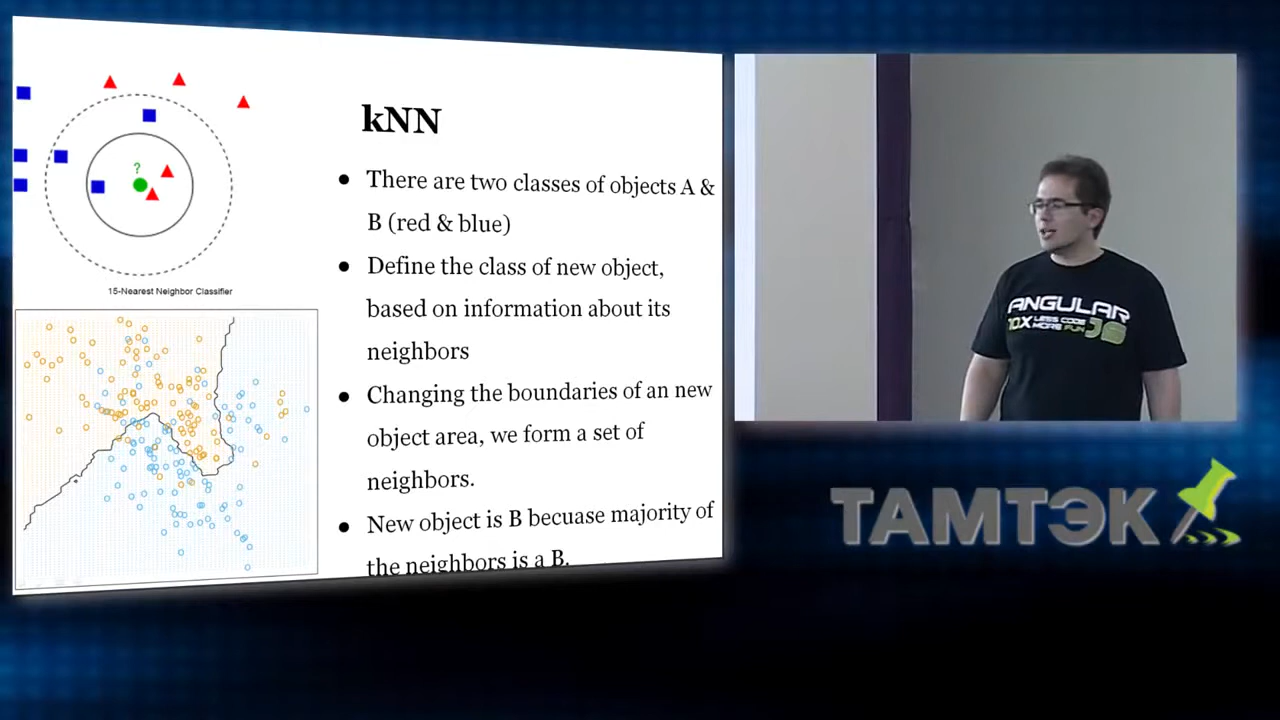 ?
15-Nearest Neighbor Classifier
kNN
There are two classes of objects A &
B (red & blue)
Define the class of new object,
based on information about its
neighbors
Changing the boundaries of an new
object area, we form a set of
neighbors.
New object is B becuase majority of
the neighbors is a B.
ANGULAR
10X LESS CODE
MORE FUN JS
ТАМТЭК